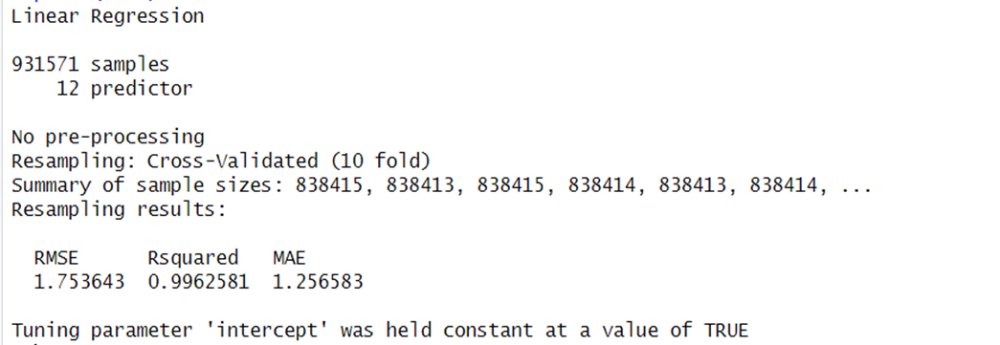 Linear Regression
931571 samples
12 predictor
No pre-processing
Resampling: Cross-Validated (10 fold)
Summary of sample sizes: 838415, 838413, 838415, 838414, 838413, 838414, ...
Resampling results:
RMSE Rsquared MAE
1.753643 0.9962581 1.256583
Tuning parameter 'intercept' was held constant at a value of TRUE